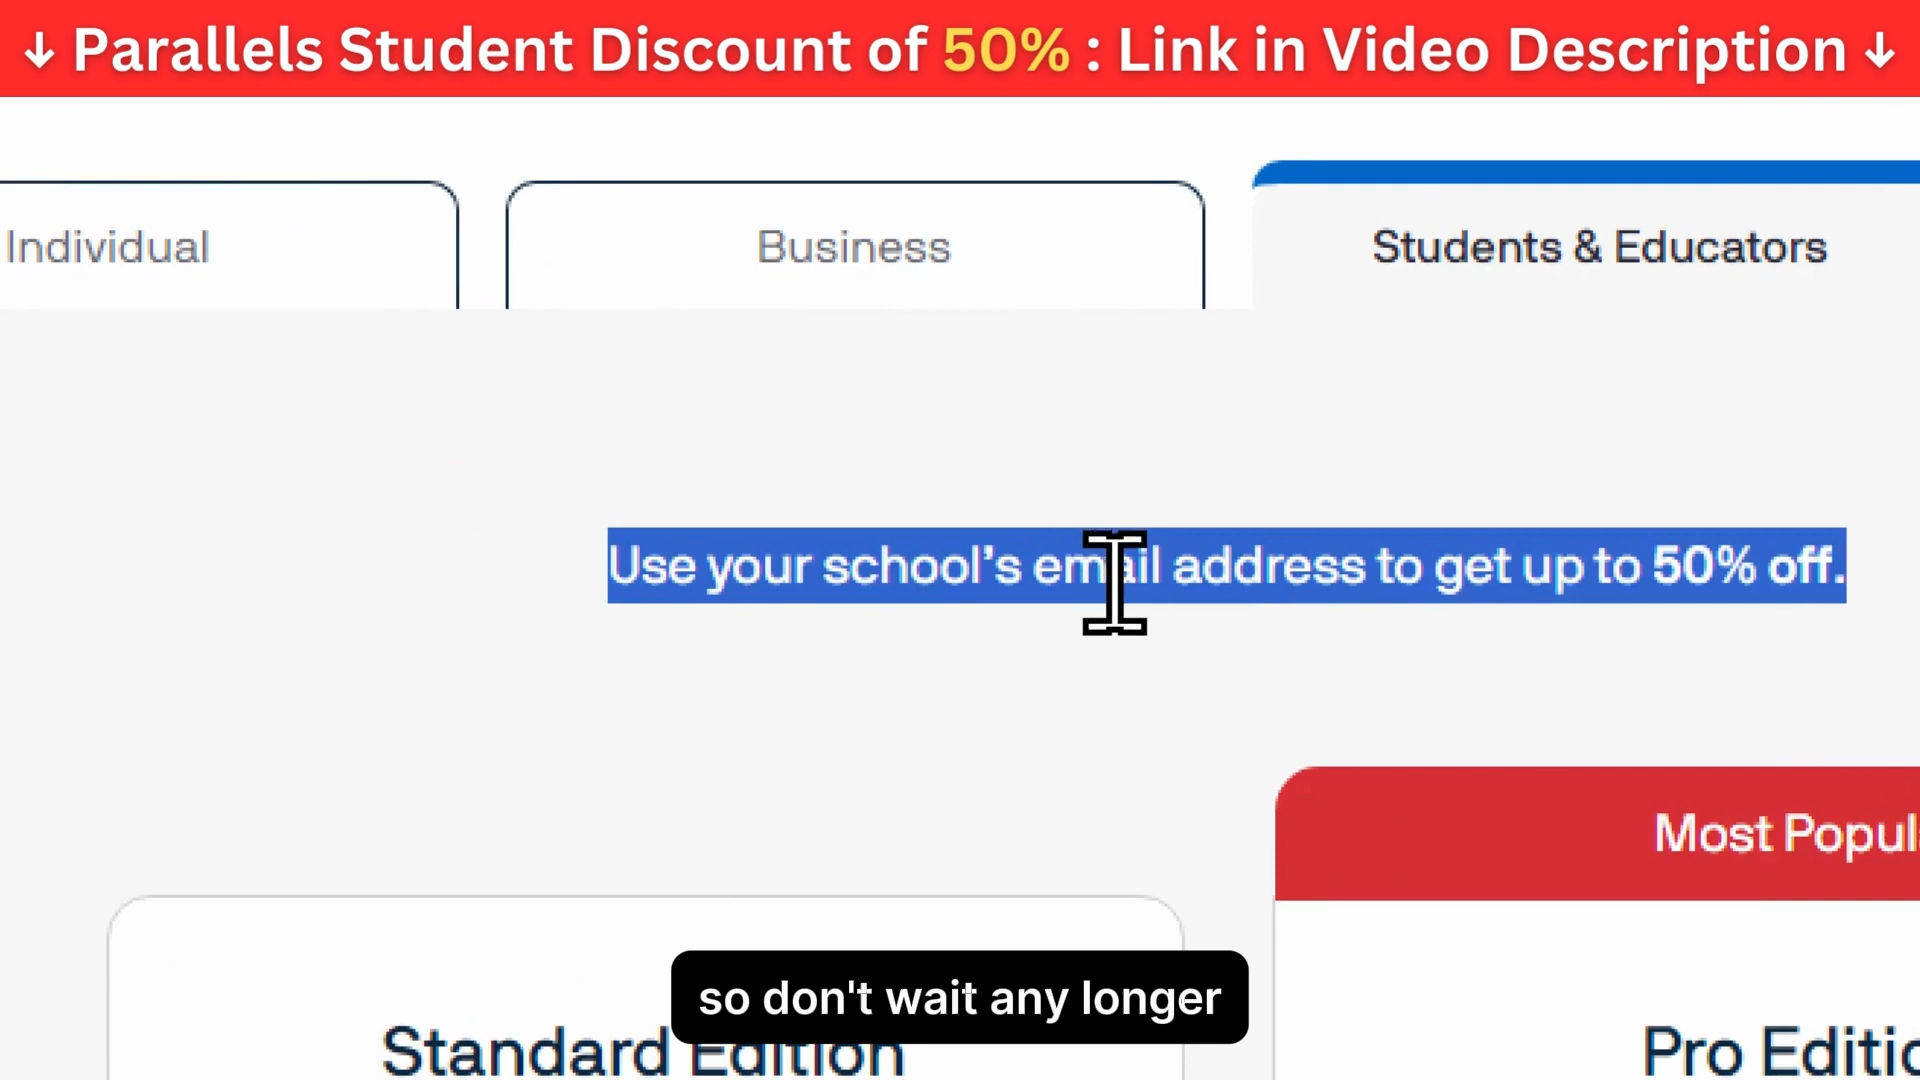 ↓ Parallels Student Discount of 50% : Link in Video Description ↓
Individual
Business
Students & Educators
Use your school's email address to get up to 50% off.
Most Popul
Standard Edition
Pro Editio
so don't wait any longer